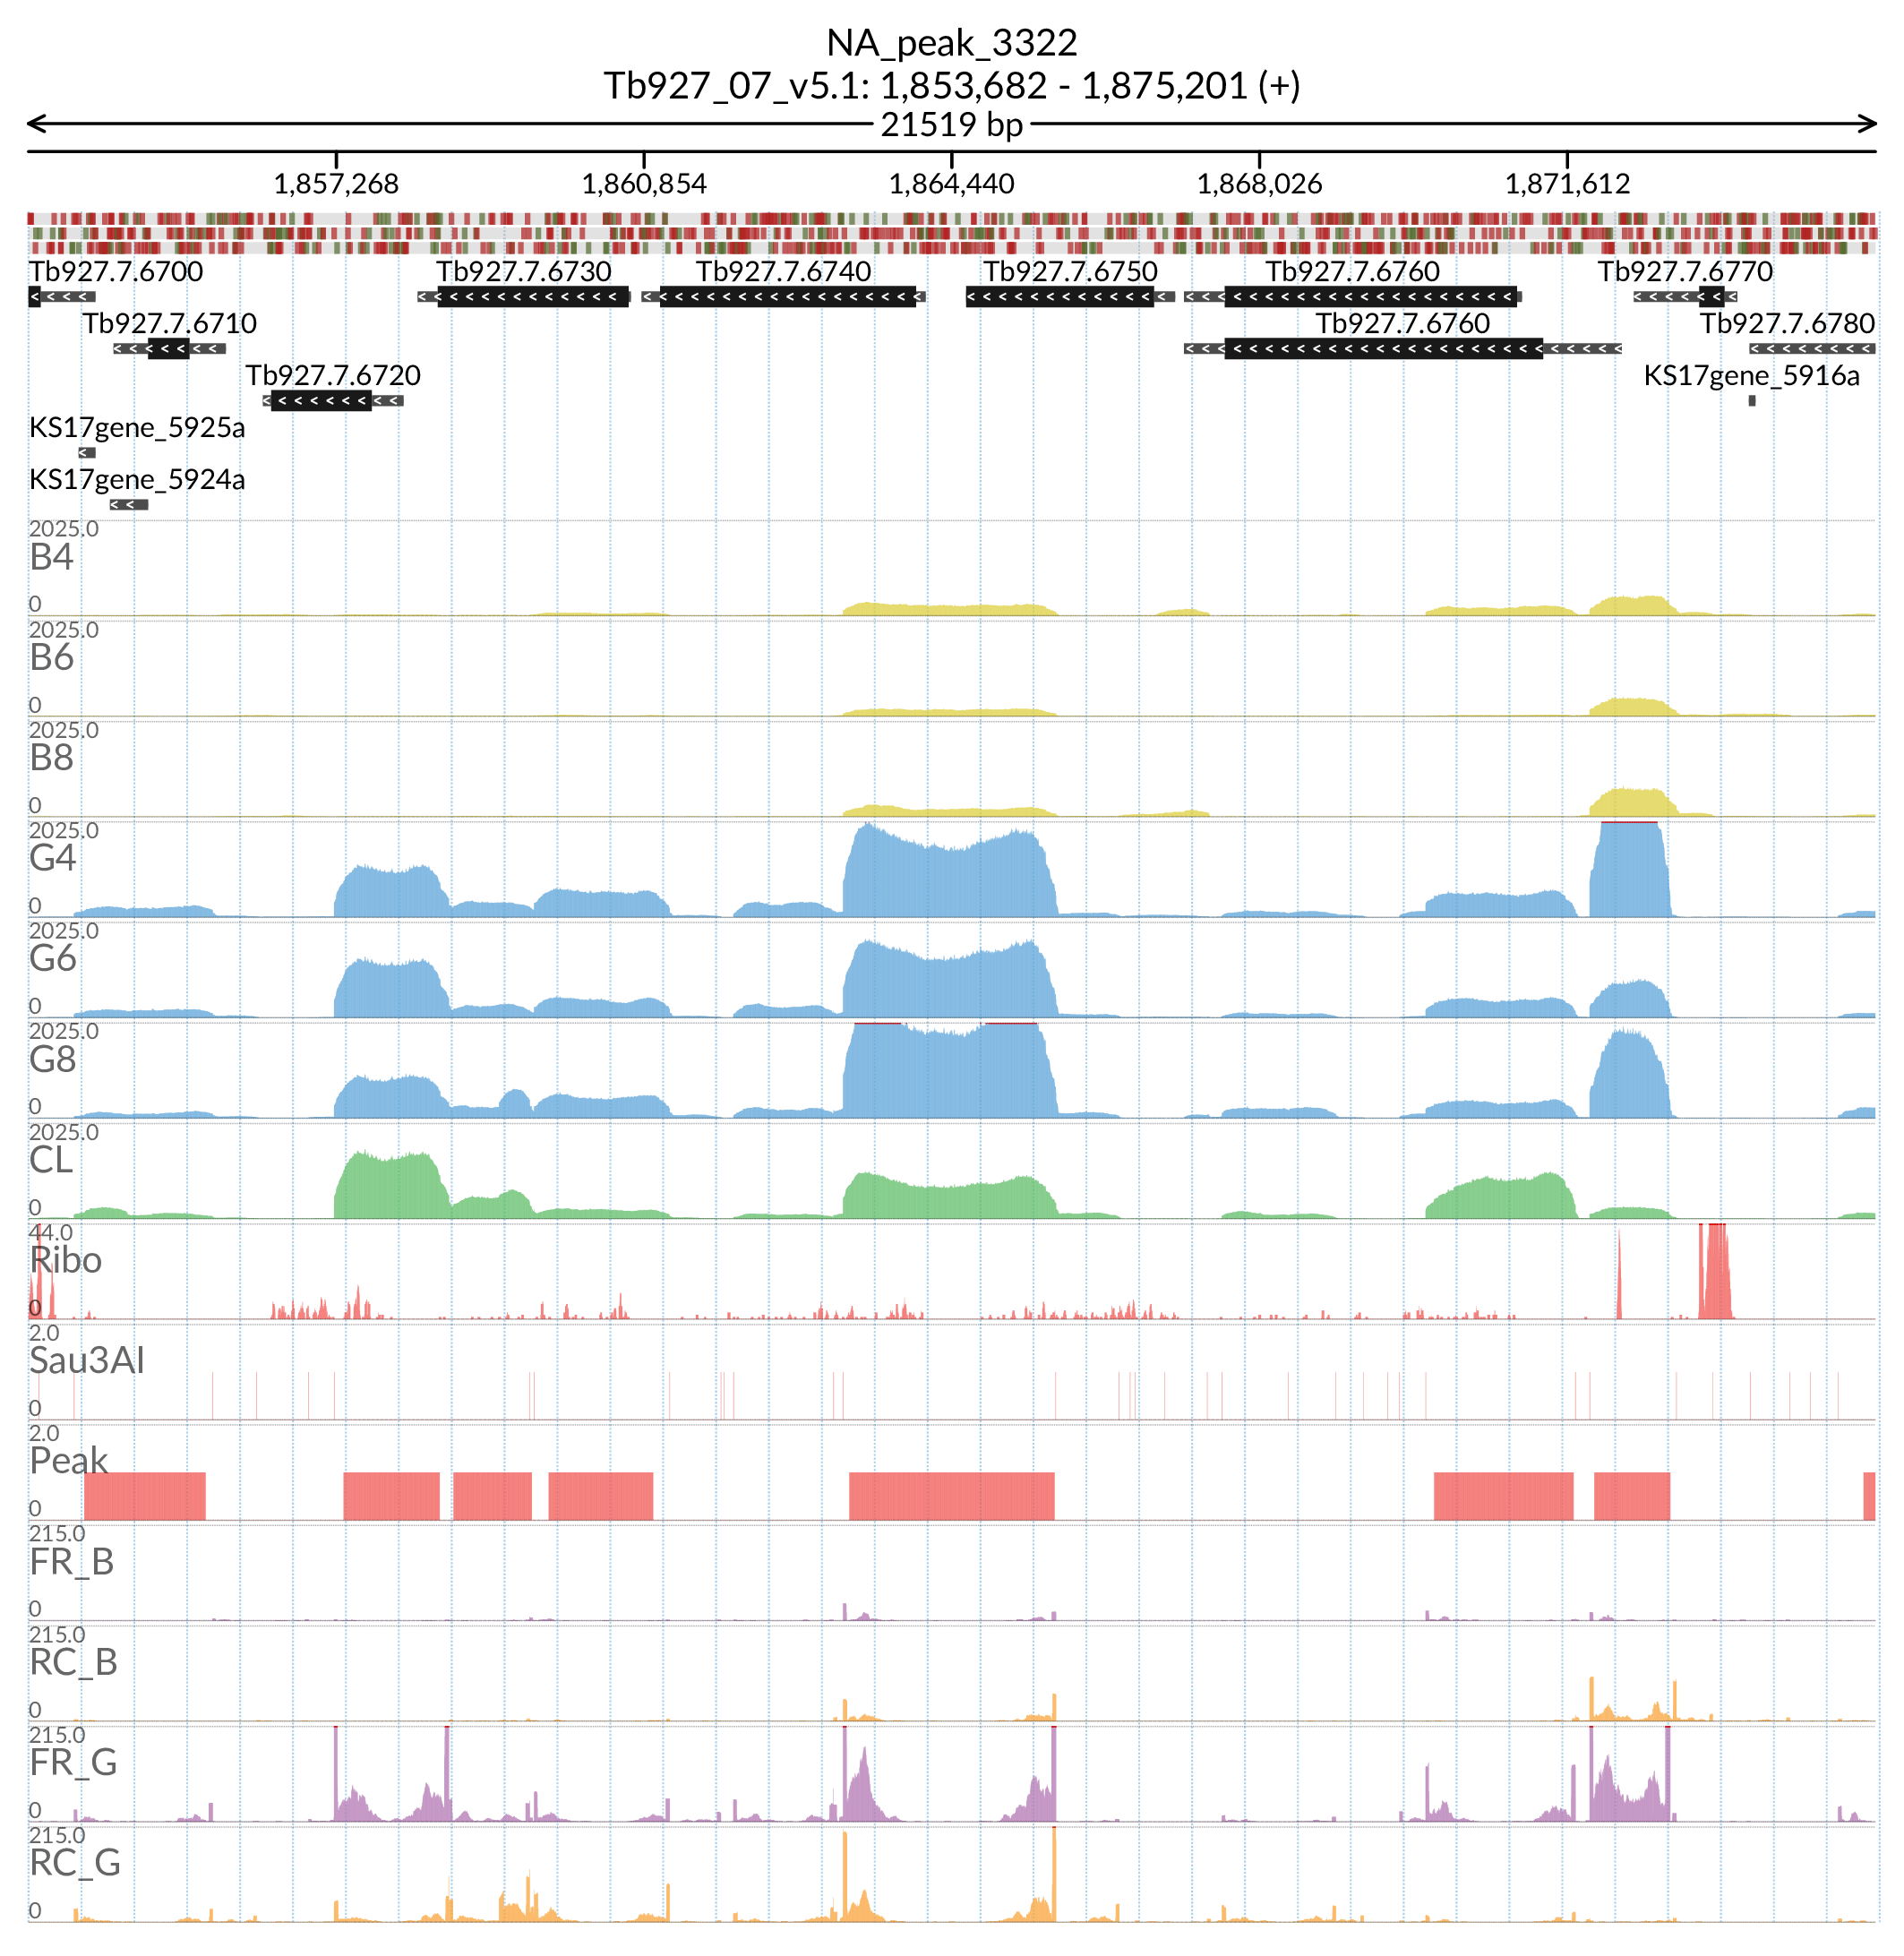 NA_peak_3322
Tb927_07_v5.1: 1,853,682 - 1,875,201 (+)
21519 bp
1,857,268 1,860,854 1,864,440 1,868,026 1,871,612
Tb927.7.6700 Tb927.7.6730 Tb927.7.6740 Tb927.7.6750 Tb927.7.6760 Tb927.7.6770
Tb927.7.6710 Tb927.7.6760 Tb927.7.6780
Tb927.7.6720 KS17gene_5916a
KS17gene_5925a
KS17gene_5924a
2025.0
B4
0
2025.0
B6
0
2025.0
B8
0
2025.0
G4
0
2025.0
G6
0
2025.0
G8
0
2025.0
CL
0
44.0
Ribo
0
2.0
Sau3AI
0
2.0
Peak
0
215.0
FR_B
0
215.0
RC_B
0
215.0
FR_G
0
215.0
RC_G
0